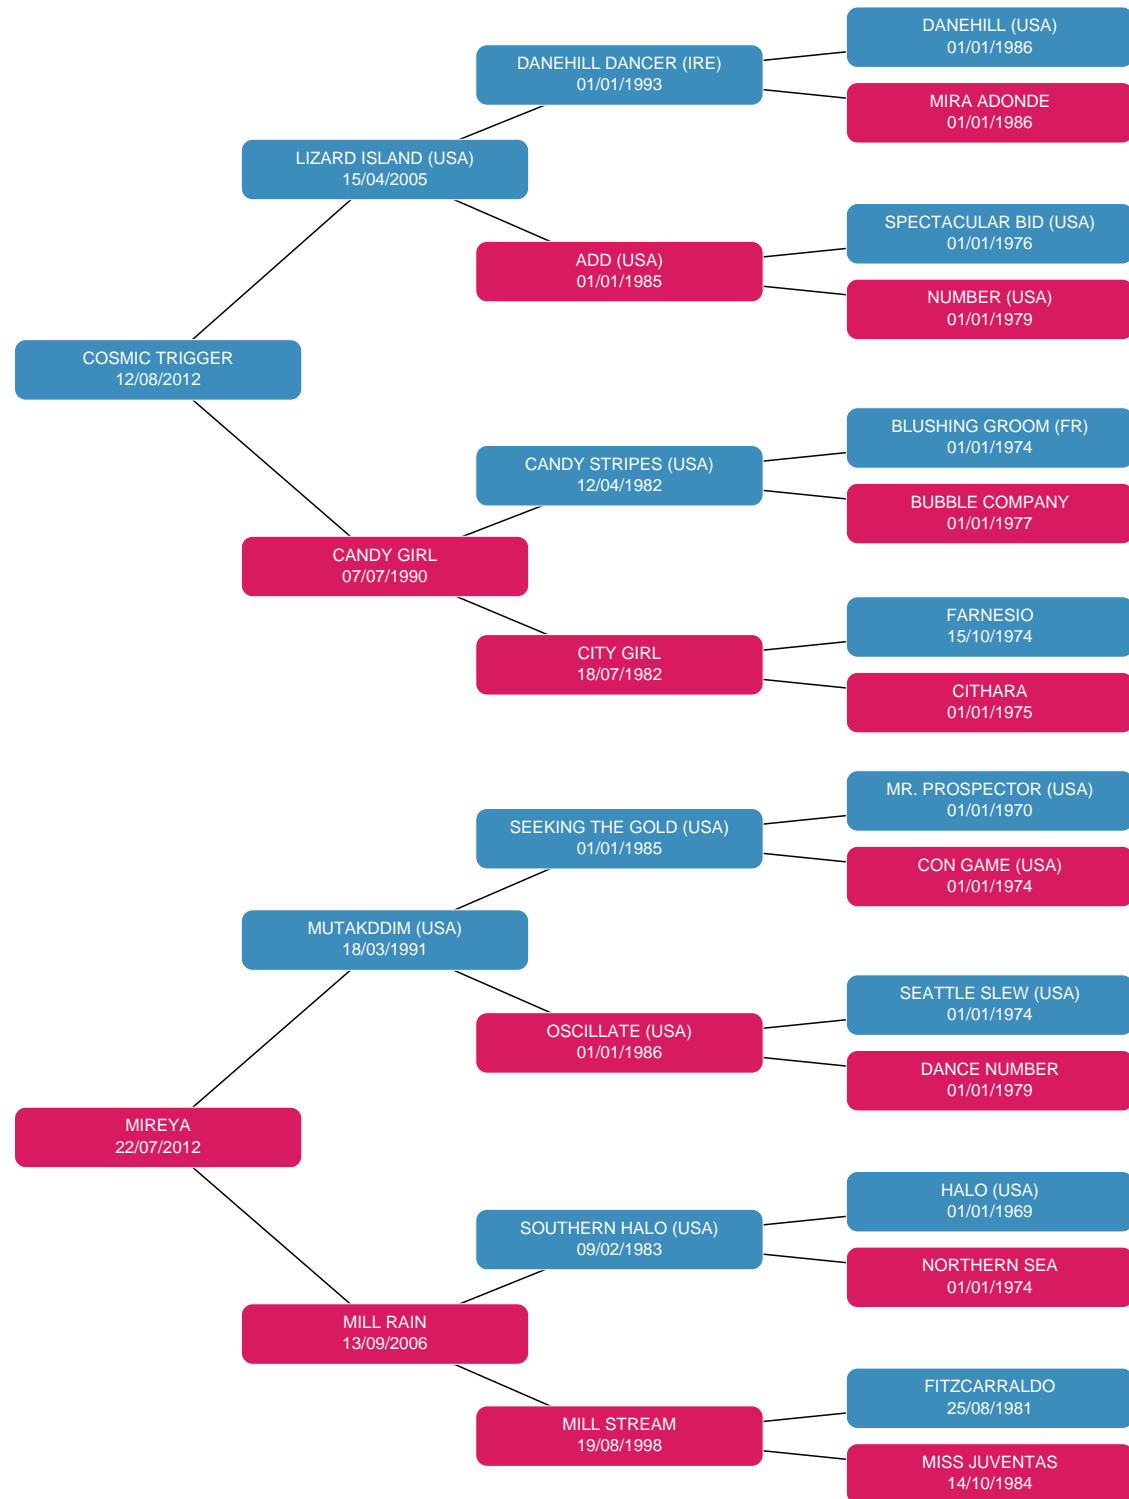 DANEHILL (USA)
01/01/1986
DANEHILL DANCER (IRE)
01/01/1993
MIRA ADONDE
01/01/1986
LIZARD ISLAND (USA)
15/04/2005
SPECTACULAR BID (USA)
01/01/1976
ADD (USA)
01/01/1985
NUMBER (USA)
01/01/1979
COSMIC TRIGGER
12/08/2012
BLUSHING GROOM (FR)
01/01/1974
CANDY STRIPES (USA)
12/04/1982
BUBBLE COMPANY
01/01/1977
CANDY GIRL
07/07/1990
FARNESIO
15/10/1974
CITY GIRL
18/07/1982
CITHARA
01/01/1975
MR. PROSPECTOR (USA)
01/01/1970
SEEKING THE GOLD (USA)
01/01/1985
CON GAME (USA)
01/01/1974
MUTAKDDIM (USA)
18/03/1991
SEATTLE SLEW (USA)
01/01/1974
OSCILLATE (USA)
01/01/1986
DANCE NUMBER
01/01/1979
MIREYA
22/07/2012
HALO (USA)
01/01/1969
SOUTHERN HALO (USA)
09/02/1983
NORTHERN SEA
01/01/1974
MILL RAIN
13/09/2006
FITZCARRALDO
25/08/1981
MILL STREAM
19/08/1998
MISS JUVENTAS
14/10/1984